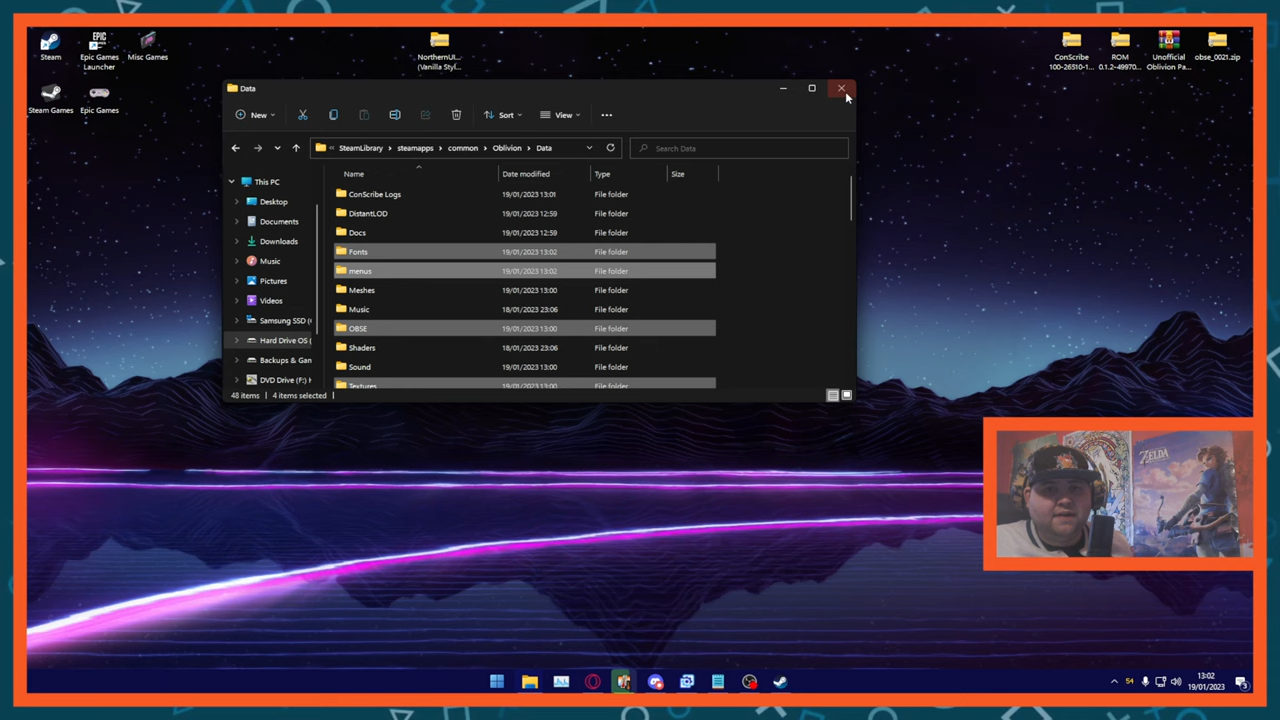 Steam
Epic Games
Launcher
Misc Games
Steam Games
Epic Games
NorthernUI...
(Vanilla Styl...
ConScribe
100-26510-1...
ROM
0.1.2-49970...
Unofficial
Oblivion Pa...
obse_0021.zip
Data
New
Sort
View
SteamLibrary
steamapps
common
Oblivion
Data
Search Data
Name
Date modified
Type
Size
This PC
Desktop
Documents
Downloads
Music
Pictures
Videos
Samsung SSD (
Hard Drive OS (
Backups & Gan
DVD Drive (F:) H
ConScribe Logs 19/01/2023 13:01 File folder
DistantLOD 19/01/2023 12:59 File folder
Docs 19/01/2023 12:59 File folder
Fonts 19/01/2023 13:02 File folder
menus 19/01/2023 13:02 File folder
Meshes 19/01/2023 13:00 File folder
Music 18/01/2023 23:06 File folder
OBSE 19/01/2023 13:00 File folder
Shaders 18/01/2023 23:06 File folder
Sound 19/01/2023 13:00 File folder
Textures 19/01/2023 13:00 File folder
48 items
4 items selected
ZELDA
54
13:02
19/01/2023
3